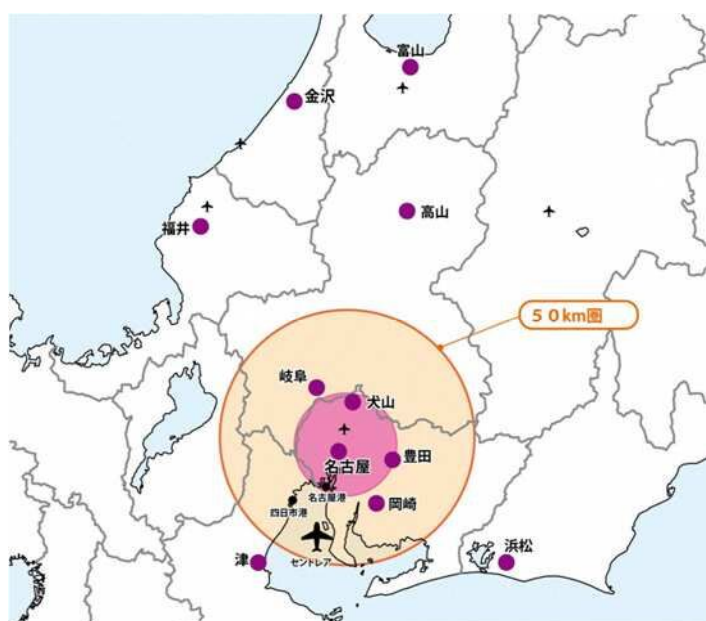 富山
金沢
高山
福井
50km圏
岐阜
犬山
豊田
名古屋
名古屋港
四日市港
岡崎
セントレア
津
浜松